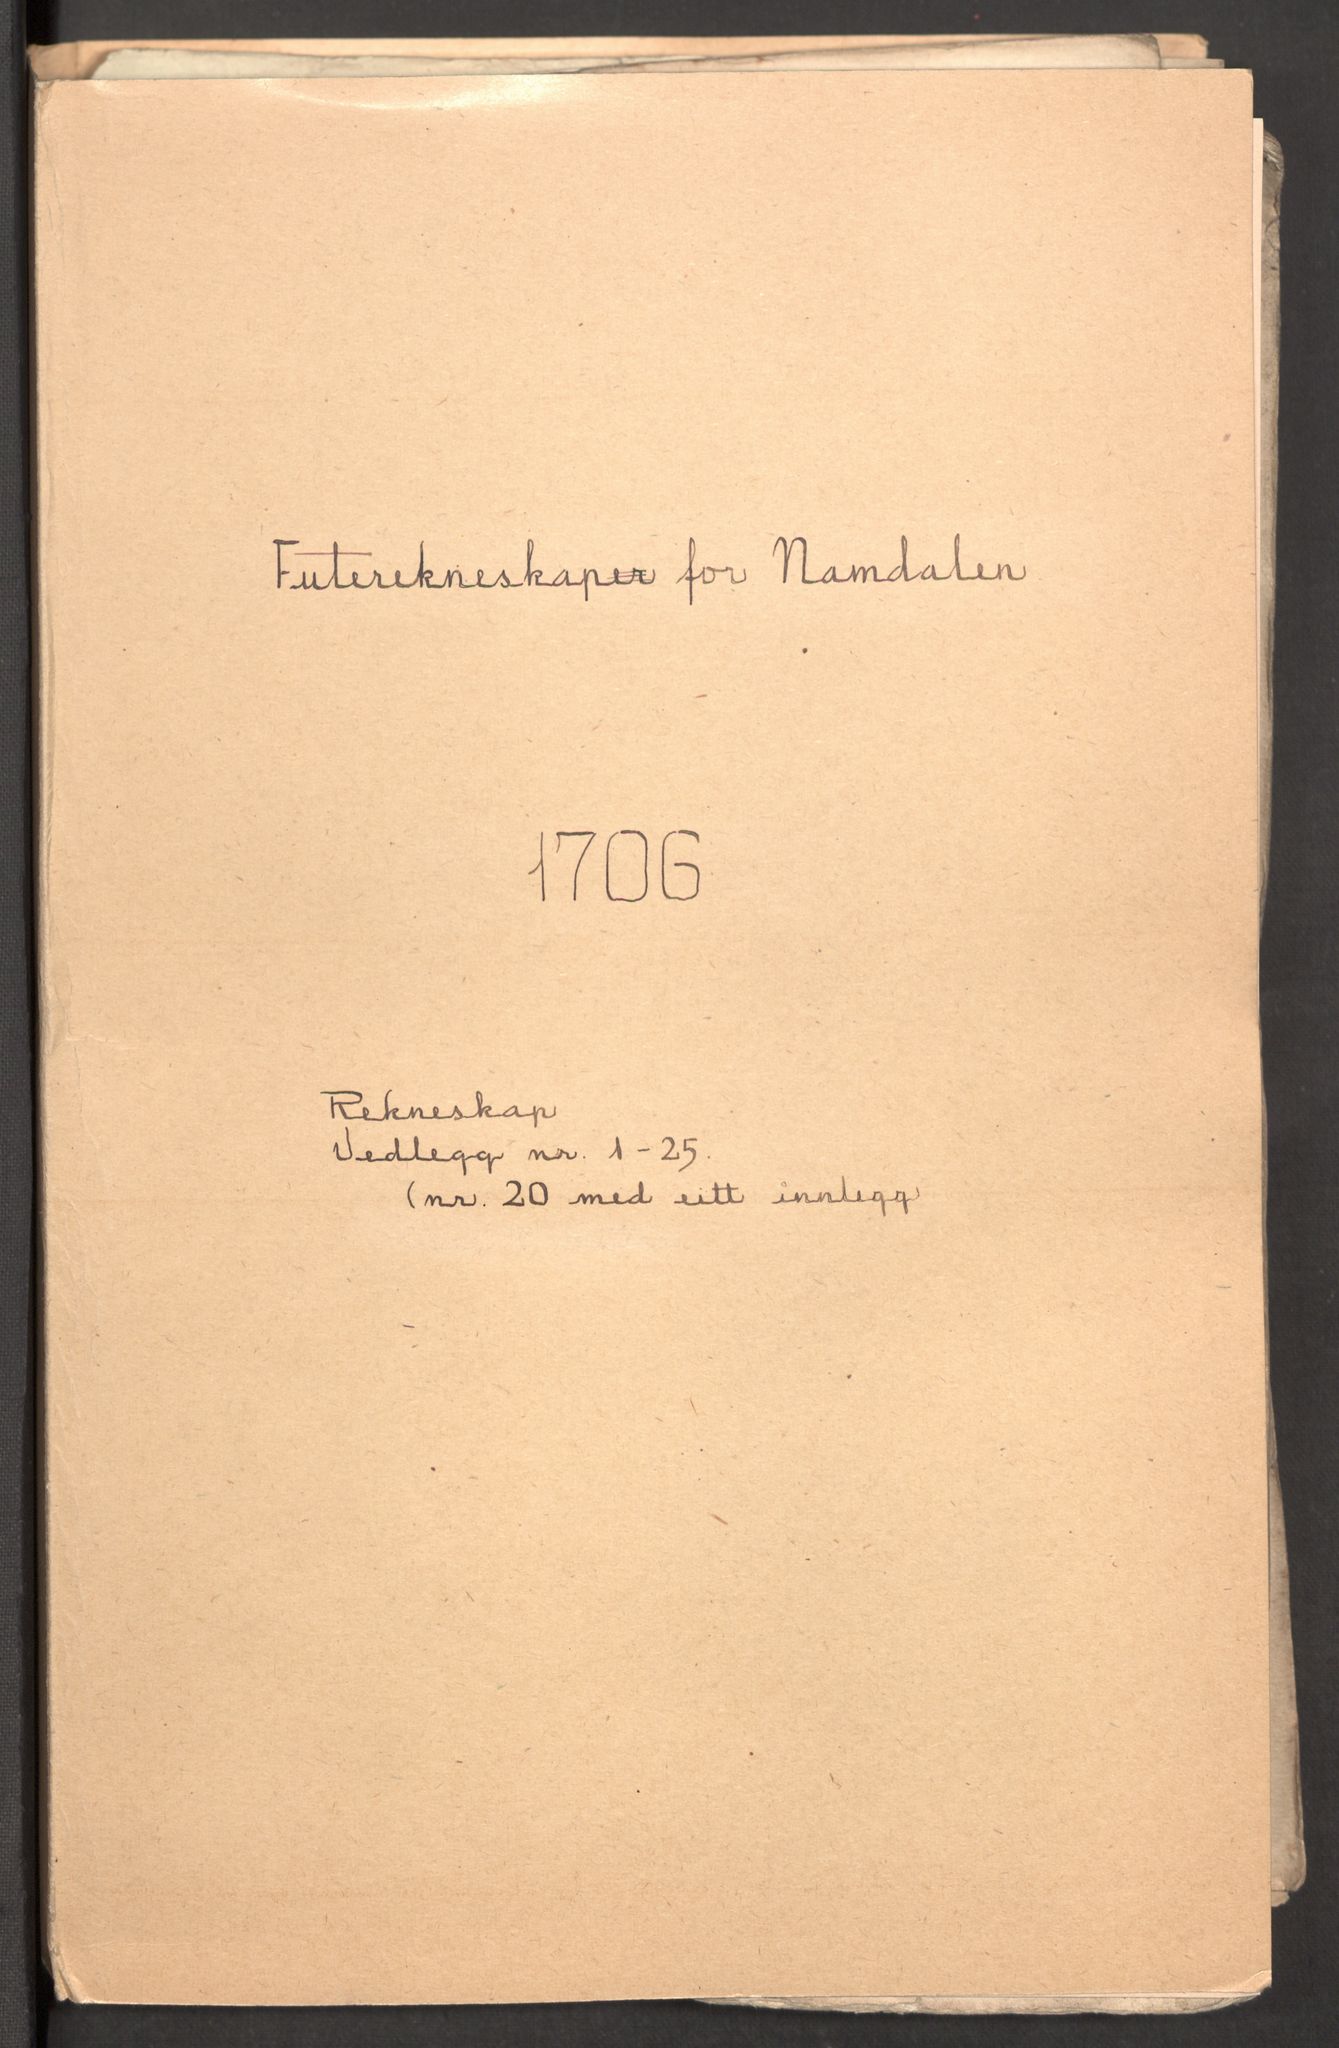 Futerekneskaper for Namdalen
1706
Rekneskap
Vedlegg nr. 1-25.
(nr. 20 med eitt innlegg